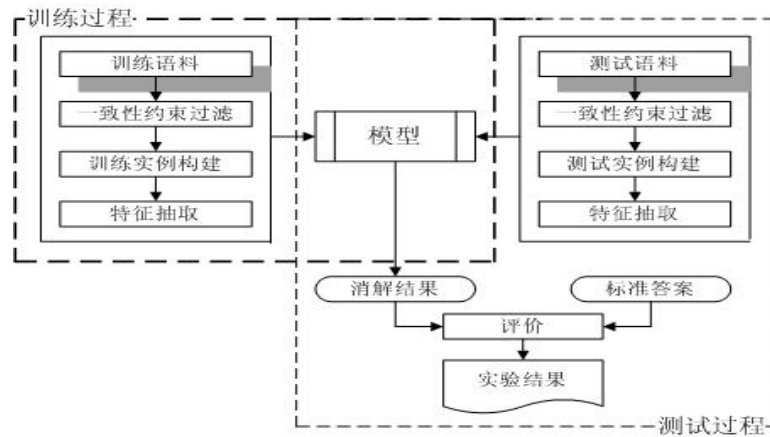 训练过程
训练语料
一致性约束过滤
训练实例构建
特征抽取
模型
测试语料
一致性约束过滤
测试实例构建
特征抽取
消解结果
标准答案
评价
实验结果
测试过程